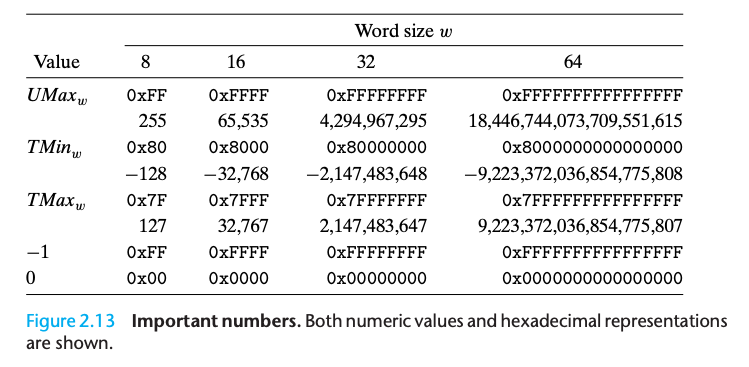 Word size w
Value 8 16 32 64
UMaxw 0xFF 0xFFFF 0xFFFFFFFF 0xFFFFFFFFFFFFFFFF
255 65,535 4,294,967,295 18,446,744,073,709,551,615
TMinw 0x80 0x8000 0x80000000 0x8000000000000000
−128 −32,768 −2,147,483,648 −9,223,372,036,854,775,808
TMaxw 0x7F 0x7FFF 0x7FFFFFFF 0x7FFFFFFFFFFFFFFF
127 32,767 2,147,483,647 9,223,372,036,854,775,807
−1 0xFF 0xFFFF 0xFFFFFFFF 0xFFFFFFFFFFFFFFFF
0 0x00 0x0000 0x00000000 0x0000000000000000
Figure 2.13 Important numbers. Both numeric values and hexadecimal representations
are shown.